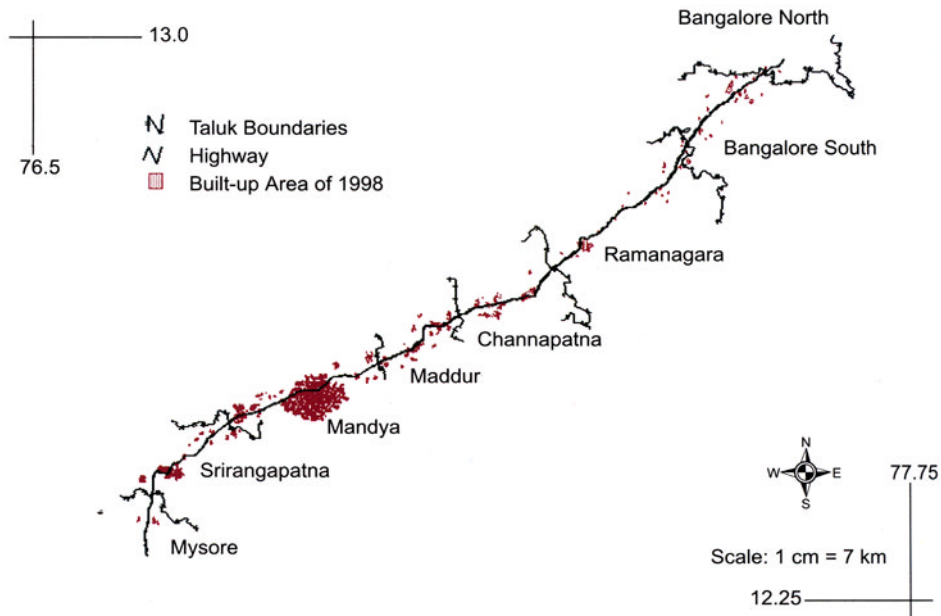 Bangalore North
13.0
Taluk Boundaries
Highway
76.5
Built-up Area of 1998
Bangalore South
Ramanagara
Channapatna
Maddur
Mandya
Srirangapatna
Mysore
N
W E
S
77.75
Scale: 1 cm = 7 km
12.25